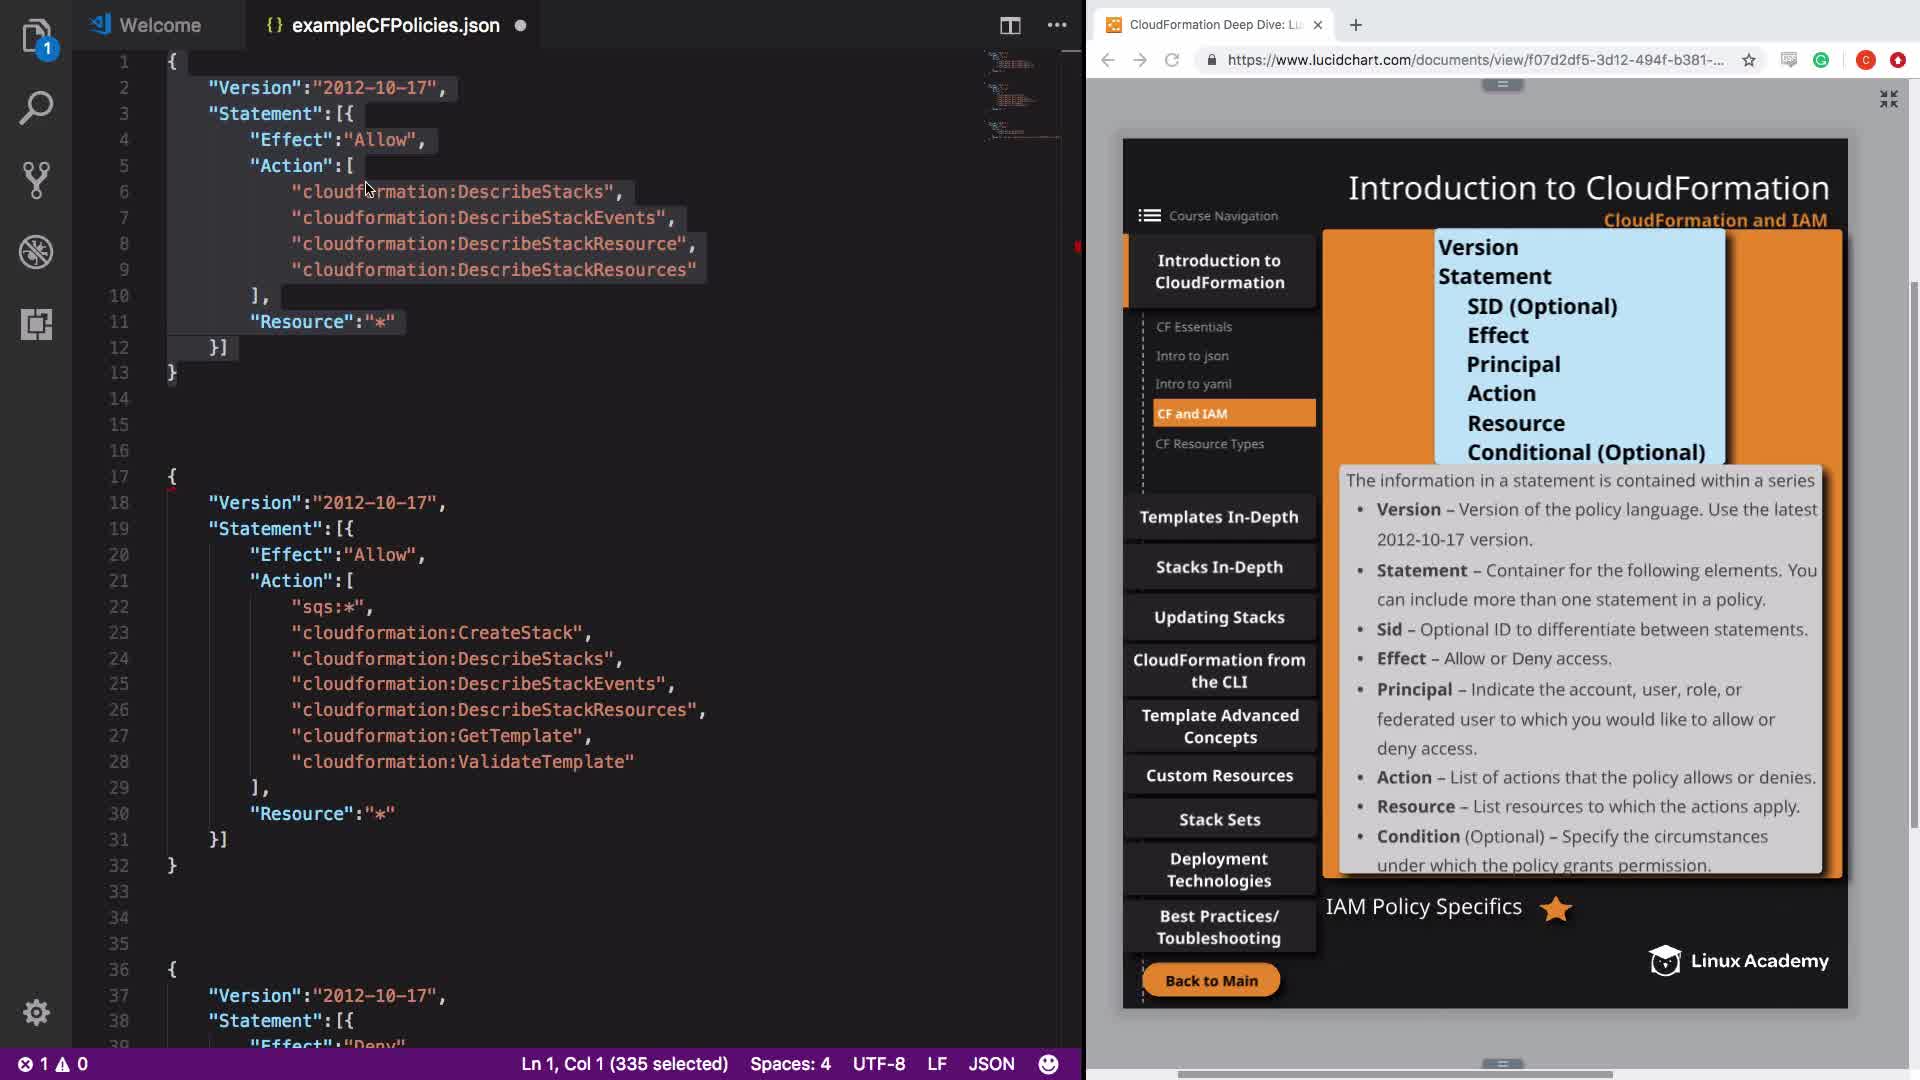 1
Welcome
{} exampleCFPolicies.json
1 {
2 "Version":"2012-10-17",
3 "Statement":[{
4 "Effect":"Allow",
5 "Action":[
6 "cloudformation:DescribeStacks",
7 "cloudformation:DescribeStackEvents",
8 "cloudformation:DescribeStackResource",
9 "cloudformation:DescribeStackResources"
10 ],
11 "Resource":"*"
12 }]
13 }
14
15
16
17 {
18 "Version":"2012-10-17",
19 "Statement":[{
20 "Effect":"Allow",
21 "Action":[
22 "sqs:*",
23 "cloudformation:CreateStack",
24 "cloudformation:DescribeStacks",
25 "cloudformation:DescribeStackEvents",
26 "cloudformation:DescribeStackResources",
27 "cloudformation:GetTemplate",
28 "cloudformation:ValidateTemplate"
29 ],
30 "Resource":"*"
31 }]
32 }
33
34
35
36 {
37 "Version":"2012-10-17",
38 "Statement":[{
39 "Effect":"Deny"
1 0 Ln 1, Col 1 (335 selected) Spaces: 4 UTF-8 LF JSON
CloudFormation Deep Dive: Lu
https://www.lucidchart.com/documents/view/f07d2df5-3d12-494f-b381-...
C
Introduction to CloudFormation
CloudFormation and IAM
Course Navigation
Introduction to
CloudFormation
CF Essentials
Intro to json
Intro to yaml
CF and IAM
CF Resource Types
Templates In-Depth
Stacks In-Depth
Updating Stacks
CloudFormation from
the CLI
Template Advanced
Concepts
Custom Resources
Stack Sets
Deployment
Technologies
Best Practices/
Toubleshooting
Back to Main
Version
Statement
SID (Optional)
Effect
Principal
Action
Resource
Conditional (Optional)
The information in a statement is contained within a series
• Version – Version of the policy language. Use the latest
2012-10-17 version.
• Statement – Container for the following elements. You
can include more than one statement in a policy.
• Sid – Optional ID to differentiate between statements.
• Effect – Allow or Deny access.
• Principal – Indicate the account, user, role, or
federated user to which you would like to allow or
deny access.
• Action – List of actions that the policy allows or denies.
• Resource – List resources to which the actions apply.
• Condition (Optional) – Specify the circumstances
under which the policy grants permission.
IAM Policy Specifics
Linux Academy